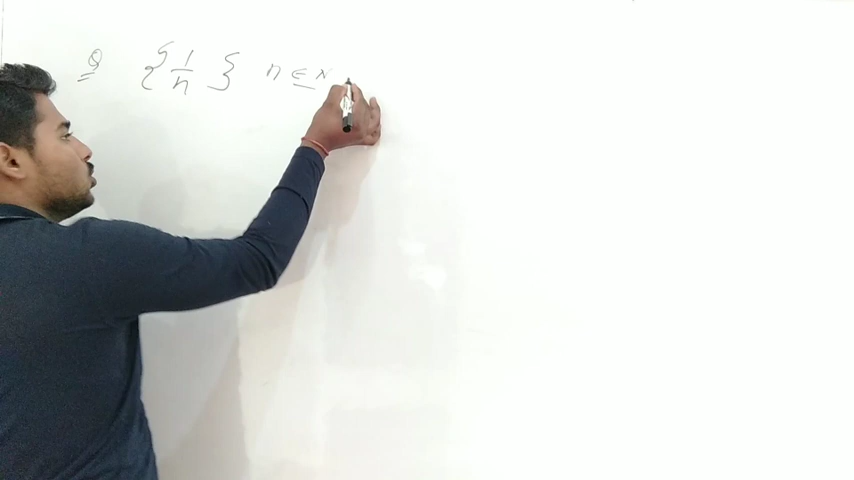 Q { 1/n } n ∈ N